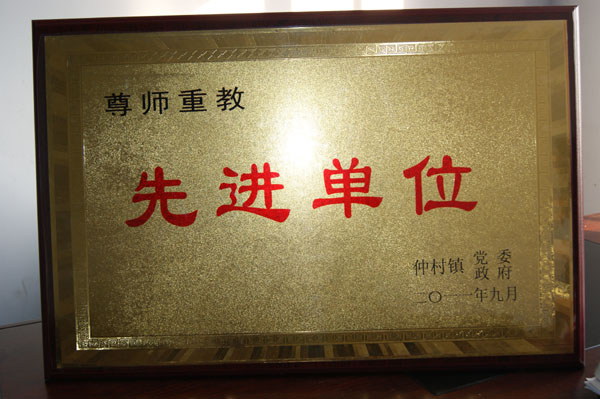 尊师重教
先进单位
仲村镇 党委
政府
二〇一一年九月